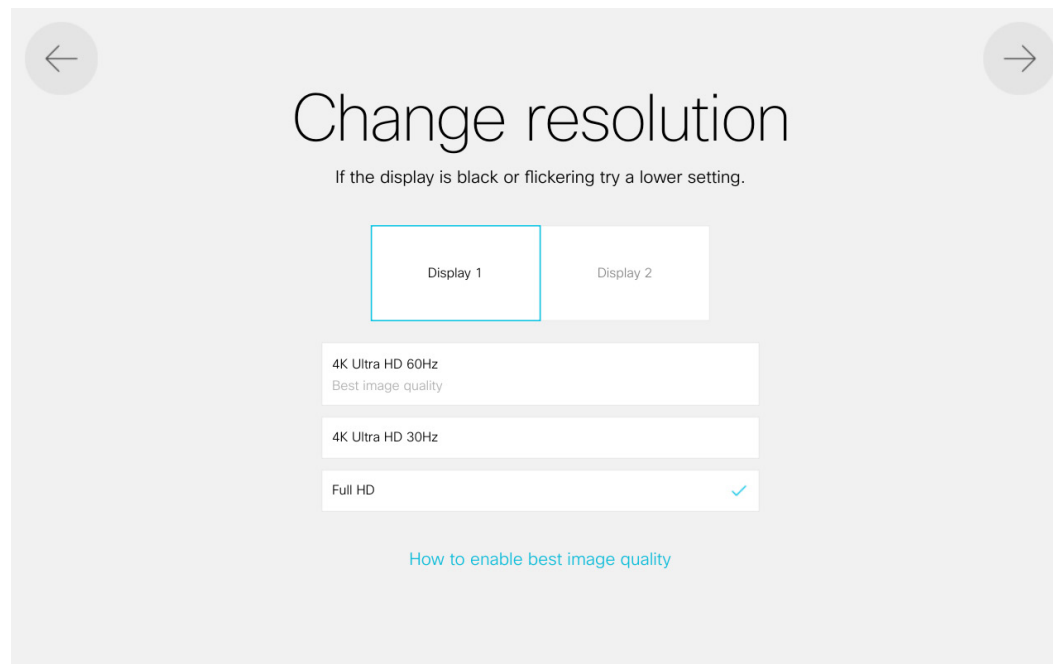 Change resolution
If the display is black or flickering try a lower setting.
Display 1
Display 2
4K Ultra HD 60Hz
Best image quality
4K Ultra HD 30Hz
Full HD
How to enable best image quality